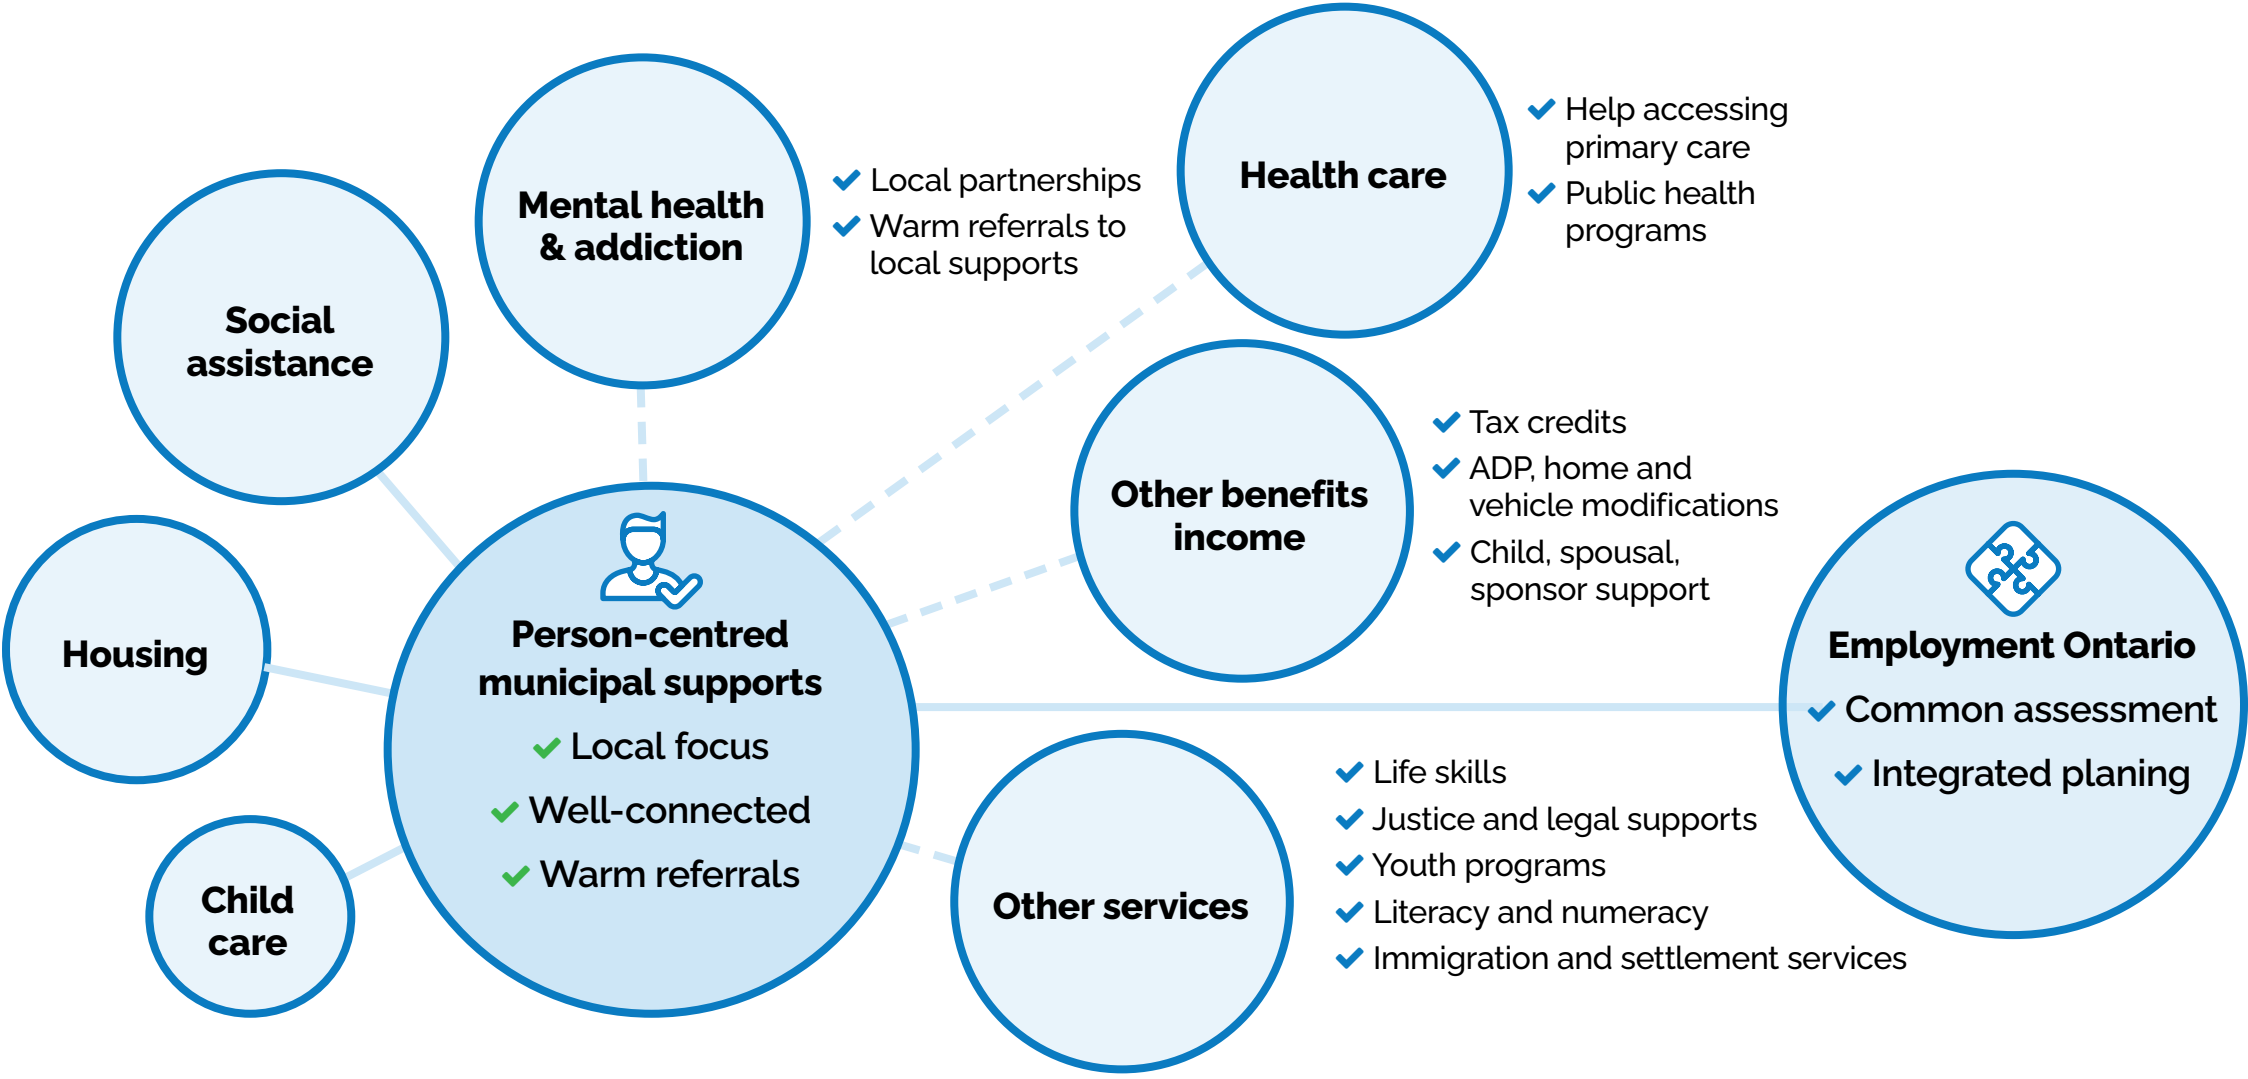 Mental health
& addiction
Local partnerships
Warm referrals to
local supports
Health care
Help accessing
primary care
Public health
programs
Social
assistance
Other benefits
income
Tax credits
ADP, home and
vehicle modifications
Child, spousal,
sponsor support
Housing
Person-centred
municipal supports
Local focus
Well-connected
Warm referrals
Employment Ontario
Common assessment
Integrated planing
Child
care
Other services
Life skills
Justice and legal supports
Youth programs
Literacy and numeracy
Immigration and settlement services